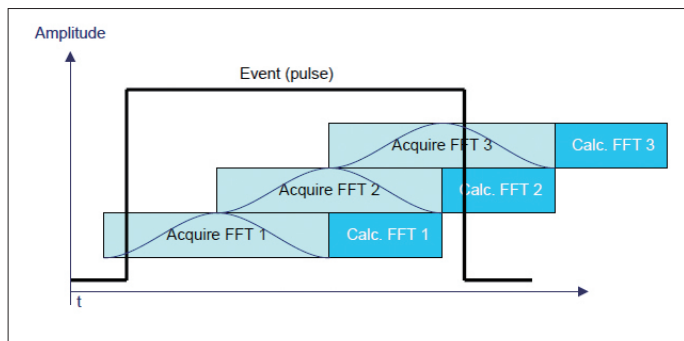 Amplitude
Event (pulse)
Acquire FFT 3 Calc. FFT 3
Acquire FFT 2 Calc. FFT 2
Acquire FFT 1 Calc. FFT 1
t